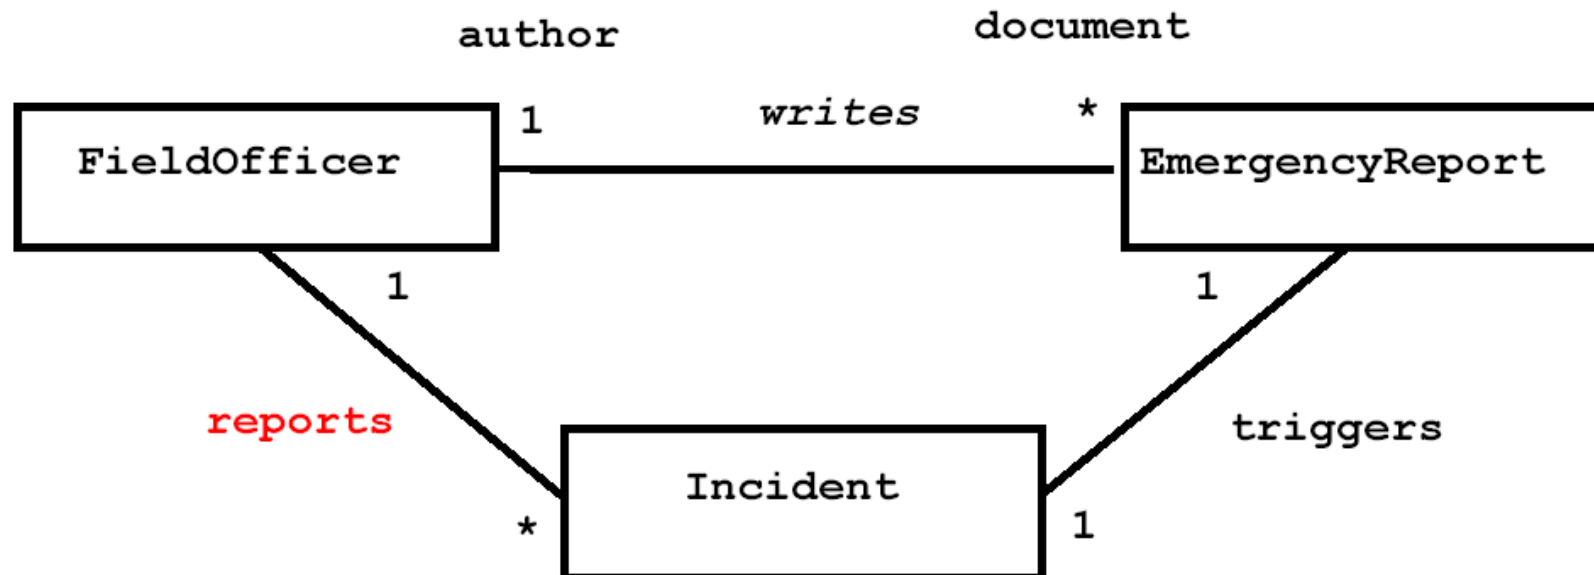 author
document
1
writes
*
FieldOfficer
EmergencyReport
1
1
reports
triggers
Incident
*
1